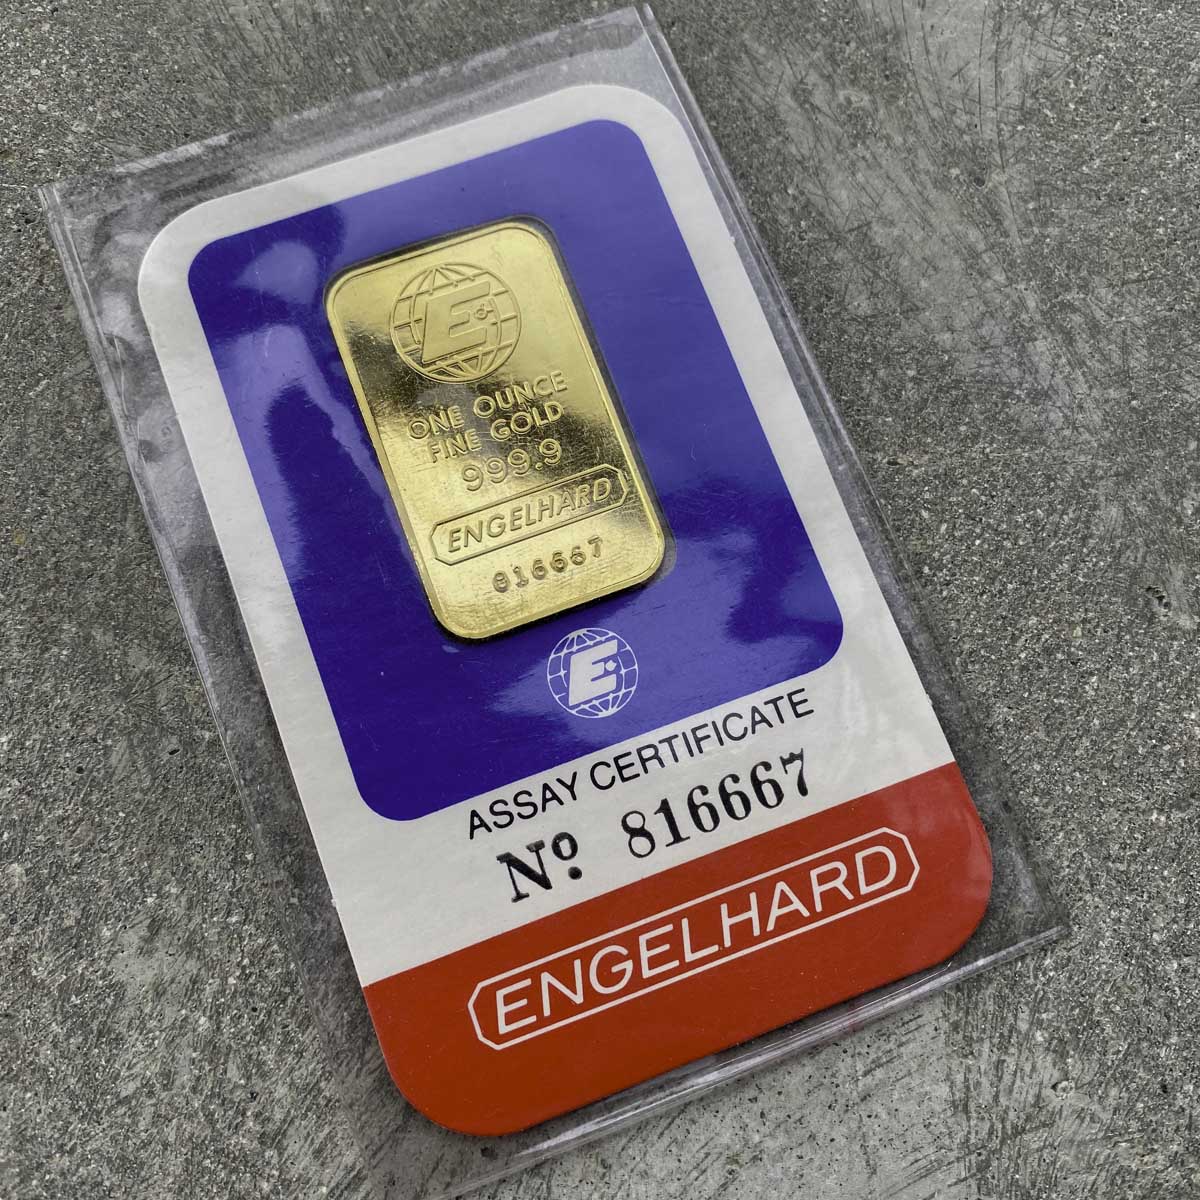 E
ONE OUNCE
FINE GOLD
999.9
ENGELHARD
816667
E
ASSAY CERTIFICATE
Nº 816667
ENGELHARD